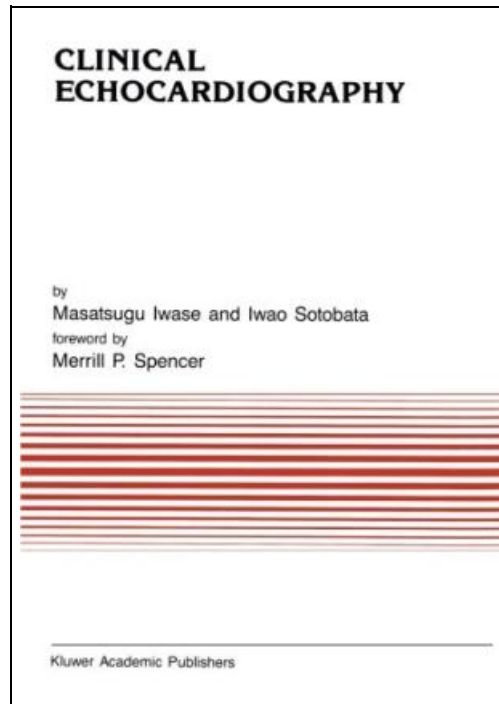 CLINICAL
ECHOCARDIOGRAPHY
by
Masatsugu Iwase and Iwao Sotobata
foreword by
Merrill P. Spencer
Kluwer Academic Publishers